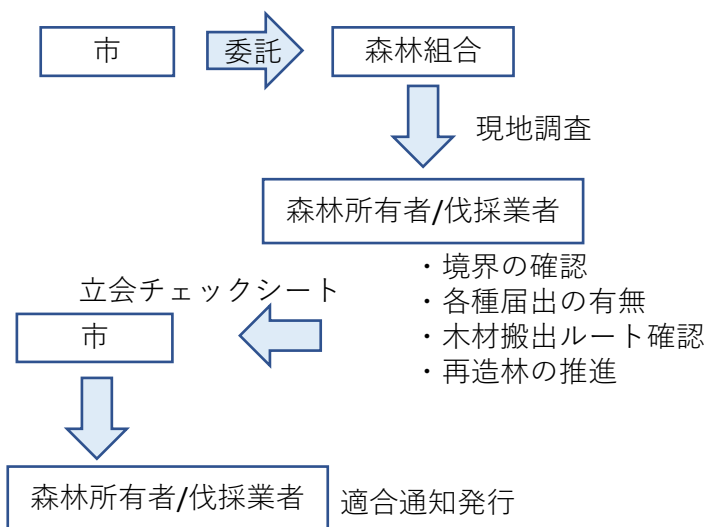 市
委託
森林組合
現地調査
森林所有者/伐採業者
・境界の確認
・各種届出の有無
・木材搬出ルート確認
・再造林の推進
立会チェックシート
市
森林所有者/伐採業者
適合通知発行